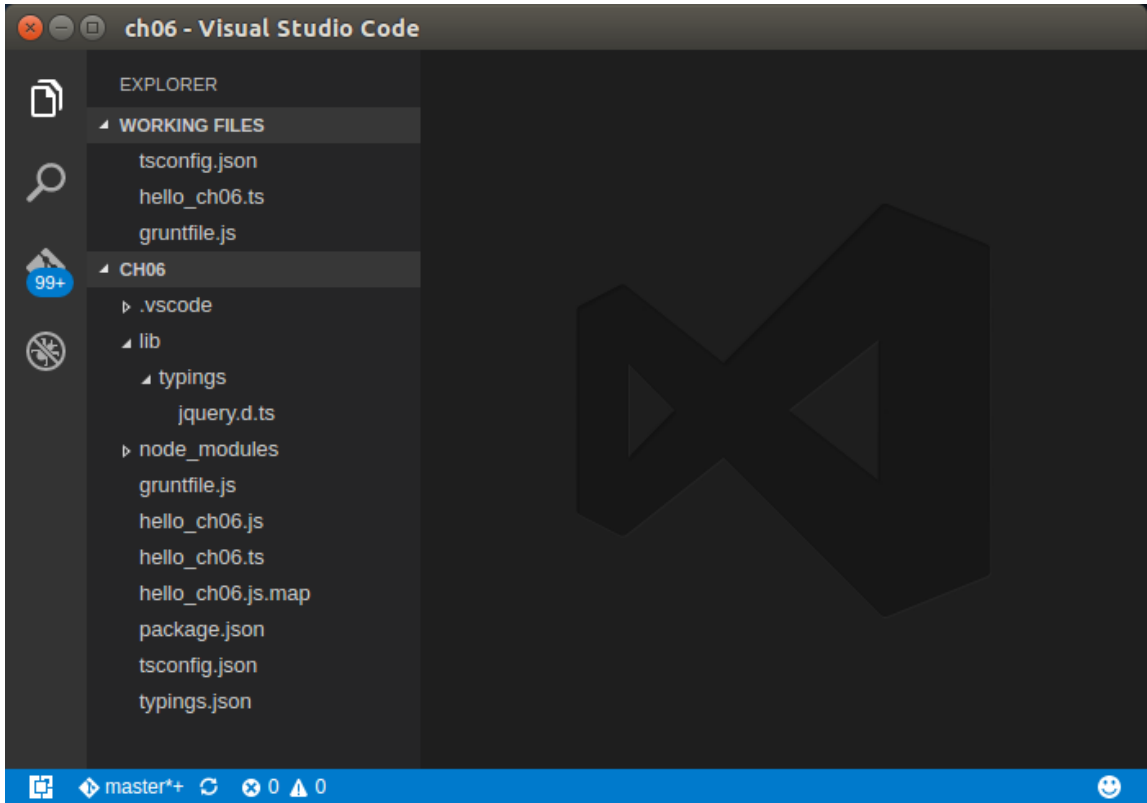 ch06 - Visual Studio Code
EXPLORER
WORKING FILES
tsconfig.json
hello_ch06.ts
gruntfile.js
99+
CH06
.vscode
lib
typings
jquery.d.ts
node_modules
gruntfile.js
hello_ch06.js
hello_ch06.ts
hello_ch06.js.map
package.json
tsconfig.json
typings.json
master*+ 0 0